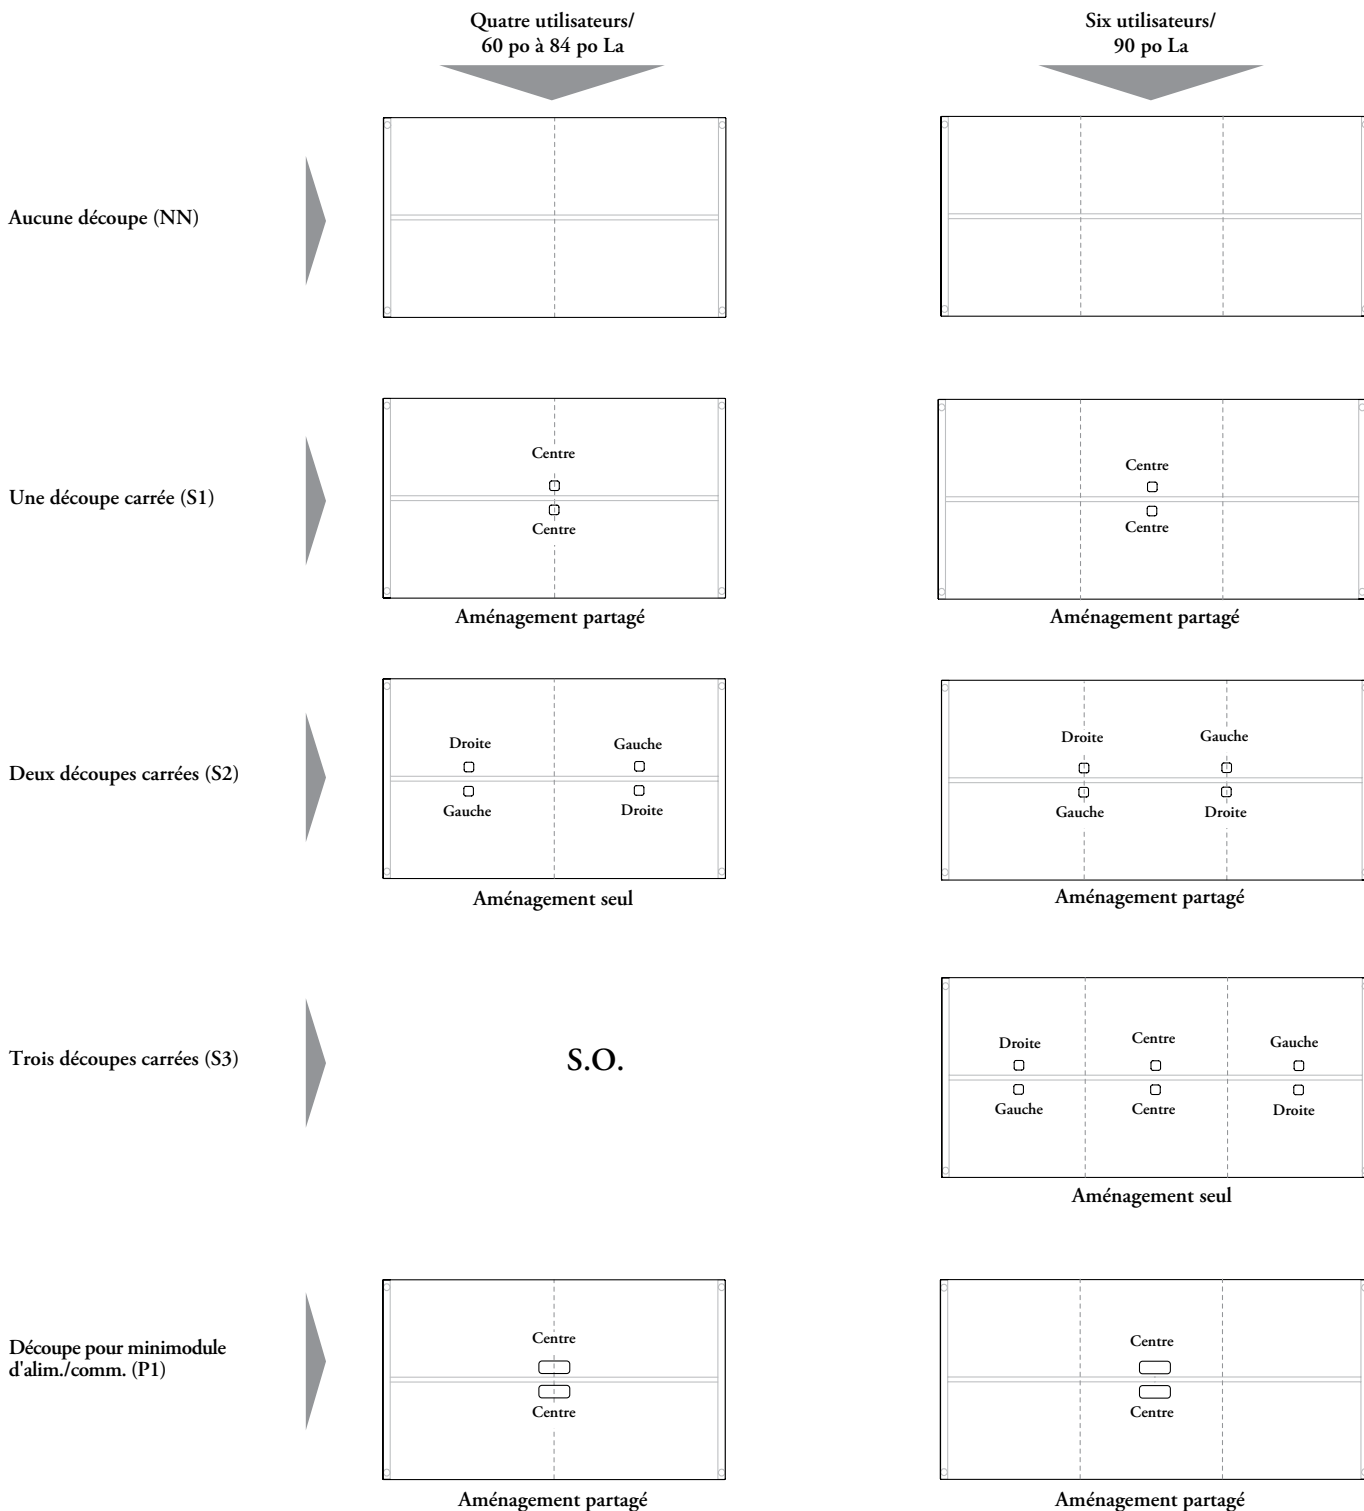 Quatre utilisateurs/
60 po à 84 po La
Six utilisateurs/
90 po La
Aucune découpe (NN)
Une découpe carrée (S1)
Centre
Centre
Aménagement partagé
Centre
Centre
Aménagement partagé
Deux découpes carrées (S2)
Droite
Gauche
Gauche
Droite
Aménagement seul
Droite
Gauche
Gauche
Droite
Aménagement partagé
Trois découpes carrées (S3)
S.O.
Droite
Centre
Gauche
Gauche
Centre
Droite
Aménagement seul
Découpe pour minimodule
d'alim./comm. (P1)
Centre
Centre
Aménagement partagé
Centre
Centre
Aménagement partagé